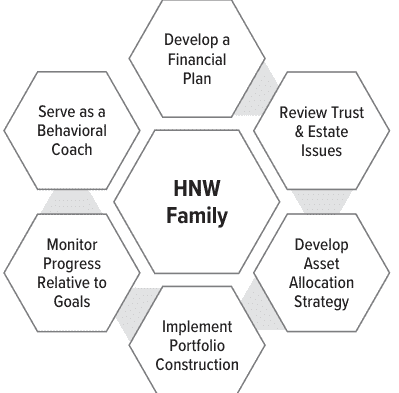 Develop a
Financial
Plan
Review Trust
& Estate
Issues
Develop
Asset
Allocation
Strategy
Implement
Portfolio
Construction
Monitor
Progress
Relative to
Goals
Serve as a
Behavioral
Coach
HNW
Family